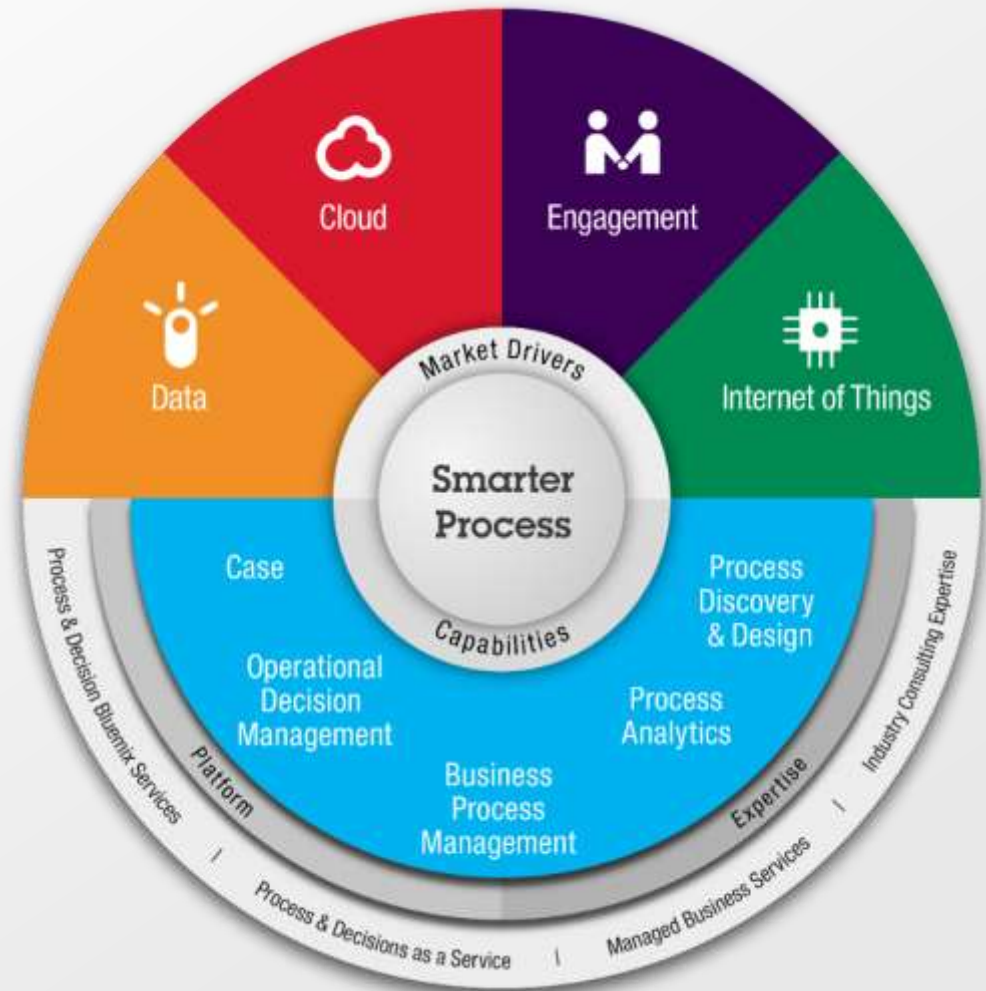 Cloud
Engagement
Data
Internet of Things
Market Drivers
Smarter
Process
Capabilities
Case
Operational
Decision
Management
Business
Process
Management
Process
Analytics
Process
Discovery
& Design
Platform
Expertise
Process & Decision Bluemix Services | Process & Decisions as a Service | Managed Business Services | Industry Consulting Expertise